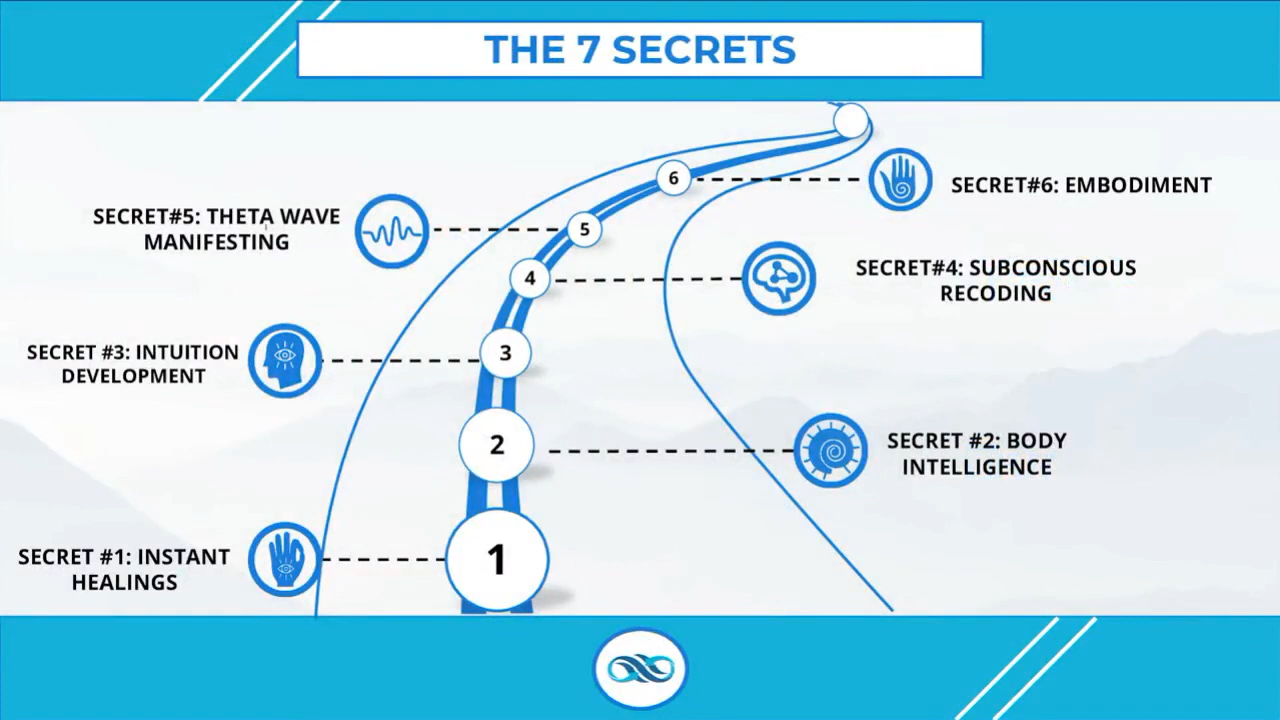 THE 7 SECRETS
6
SECRET#6: EMBODIMENT
SECRET#5: THETA WAVE
MANIFESTING
5
4
SECRET#4: SUBCONSCIOUS
RECODING
SECRET #3: INTUITION
DEVELOPMENT
3
2
SECRET #2: BODY
INTELLIGENCE
SECRET #1: INSTANT
HEALINGS
1